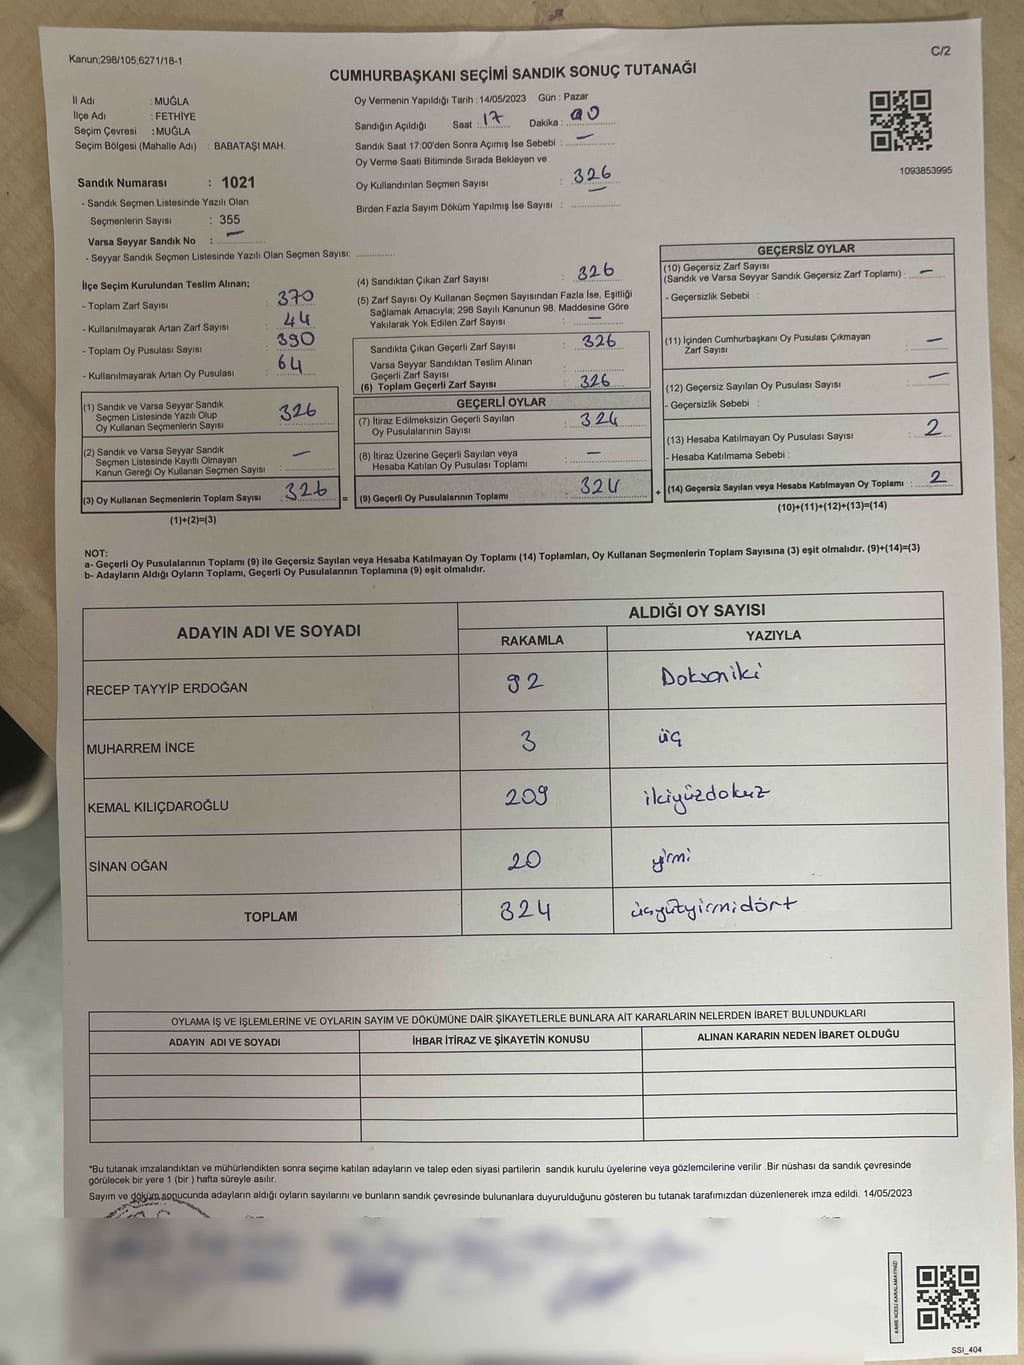 Kanun;298/105,6271/18-1
C/2
CUMHURBAŞKANI SEÇİMİ SANDIK SONUÇ TUTANAĞI
İl Adı : MUĞLA
İlçe Adı : FETHİYE
Seçim Çevresi : MUĞLA
Seçim Bölgesi (Mahalle Adı) : BABATAŞI MAH.
Sandık Numarası : 1021
- Sandık Seçmen Listesinde Yazılı Olan
Seçmenlerin Sayısı : 355
Varsa Seyyar Sandık No : —
- Seyyar Sandık Seçmen Listesinde Yazılı Olan Seçmen Sayısı:
Oy Vermenin Yapıldığı Tarih : 14/05/2023 Gün : Pazar
Sandığın Açıldığı Saat : 17 Dakika : 00
Sandık Saat 17:00'den Sonra Açımış İse Sebebi : —
Oy Verme Saati Bitiminde Sırada Bekleyen ve
Oy Kullandırılan Seçmen Sayısı : 326
Birden Fazla Sayım Döküm Yapılmış İse Sayısı : —
1093853995
İlçe Seçim Kurulundan Teslim Alınan;
- Toplam Zarf Sayısı : 370
- Kullanılmayarak Artan Zarf Sayısı : 44
- Toplam Oy Pusulası Sayısı : 390
- Kullanılmayarak Artan Oy Pusulası : 64
(1) Sandık ve Varsa Seyyar Sandık
Seçmen Listesinde Yazılı Olup
Oy Kullanan Seçmenlerin Sayısı : 326
(2) Sandık ve Varsa Seyyar Sandık
Seçmen Listesinde Kayıtlı Olmayan
Kanun Gereği Oy Kullanan Seçmen Sayısı : —
(3) Oy Kullanan Seçmenlerin Toplam Sayısı : 326 =
(1)+(2)=(3)
(4) Sandıktan Çıkan Zarf Sayısı : 326
(5) Zarf Sayısı Oy Kullanan Seçmen Sayısından Fazla İse, Eşitliği
Sağlamak Amacıyla; 298 Sayılı Kanunun 98. Maddesine Göre
Yakılarak Yok Edilen Zarf Sayısı : —
Sandıkta Çıkan Geçerli Zarf Sayısı : 326
Varsa Seyyar Sandıktan Teslim Alınan
Geçerli Zarf Sayısı :
(6) Toplam Geçerli Zarf Sayısı : 326
GEÇERLİ OYLAR
(7) İtiraz Edilmeksizin Geçerli Sayılan
Oy Pusulalarının Sayısı : 324
(8) İtiraz Üzerine Geçerli Sayılan veya
Hesaba Katılan Oy Pusulası Toplamı : —
(9) Geçerli Oy Pusulalarının Toplamı : 324 +
GEÇERSİZ OYLAR
(10) Geçersiz Zarf Sayısı
(Sandık ve Varsa Seyyar Sandık Geçersiz Zarf Toplamı) : —
- Geçersizlik Sebebi :
(11) İçinden Cumhurbaşkanı Oy Pusulası Çıkmayan
Zarf Sayısı : —
(12) Geçersiz Sayılan Oy Pusulası Sayısı : —
- Geçersizlik Sebebi :
(13) Hesaba Katılmayan Oy Pusulası Sayısı : 2
- Hesaba Katılmama Sebebi :
(14) Geçersiz Sayılan veya Hesaba Katılmayan Oy Toplamı : 2
(10)+(11)+(12)+(13)=(14)
NOT:
a- Geçerli Oy Pusulalarının Toplamı (9) ile Geçersiz Sayılan veya Hesaba Katılmayan Oy Toplamı (14) Toplamları, Oy Kullanan Seçmenlerin Toplam Sayısına (3) eşit olmalıdır. (9)+(14)=(3)
b- Adayların Aldığı Oyların Toplamı, Geçerli Oy Pusulalarının Toplamına (9) eşit olmalıdır.
ADAYIN ADI VE SOYADI
ALDIĞI OY SAYISI
RAKAMLA YAZIYLA
RECEP TAYYİP ERDOĞAN 92 Doksaniki
MUHARREM İNCE 3 üç
KEMAL KILIÇDAROĞLU 209 ikiyüzdokuz
SİNAN OĞAN 20 yirmi
TOPLAM 324 üçyüzyirmidört
OYLAMA İŞ VE İŞLEMLERİNE VE OYLARIN SAYIM VE DÖKÜMÜNE DAİR ŞİKAYETLERLE BUNLARA AİT KARARLARIN NELERDEN İBARET BULUNDUKLARI
ADAYIN ADI VE SOYADI İHBAR İTİRAZ VE ŞİKAYETİN KONUSU ALINAN KARARIN NEDEN İBARET OLDUĞU
*Bu tutanak imzalandıktan ve mühürlendikten sonra seçime katılan adayların ve talep eden siyasi partilerin sandık kurulu üyelerine veya gözlemcilerine verilir .Bir nüshası da sandık çevresinde
görülecek bir yere 1 (bir ) hafta süreyle asılır.
Sayım ve döküm sonucunda adayların aldığı oyların sayılarını ve bunların sandık çevresinde bulunanlara duyurulduğunu gösteren bu tutanak tarafımızdan düzenlenerek imza edildi. 14/05/2023
KARE KODU KARALAMAYINIZ!
SSI_404